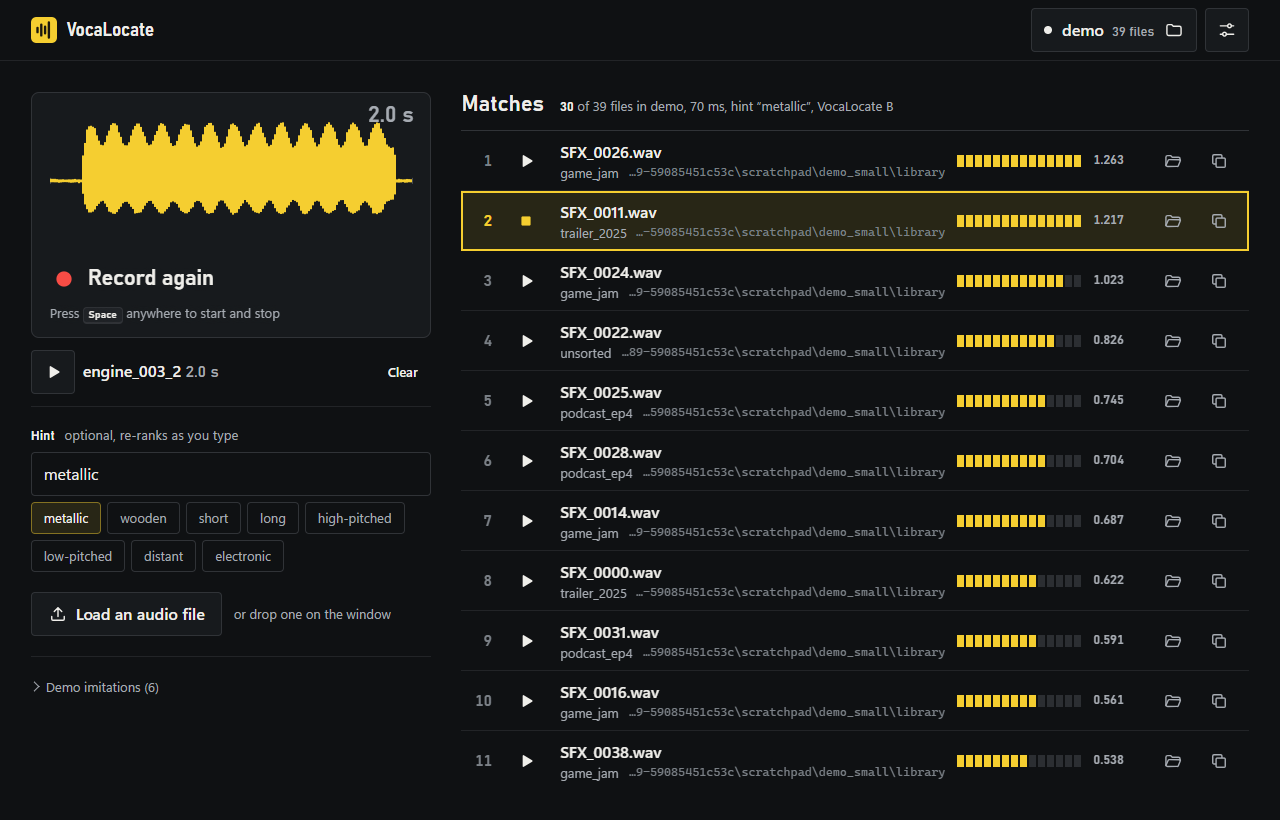 VocaLocate
demo 39 files
2.0 s
Record again
Press Space anywhere to start and stop
engine_003_2 2.0 s Clear
Hint optional, re-ranks as you type
metallic
metallic wooden short long high-pitched
low-pitched distant electronic
Load an audio file or drop one on the window
Demo imitations (6)
Matches 30 of 39 files in demo, 70 ms, hint "metallic", VocaLocate B
1 SFX_0026.wav 1.263
game_jam …9-59085451c53c\scratchpad\demo_small\library
2 SFX_0011.wav 1.217
trailer_2025 …-59085451c53c\scratchpad\demo_small\library
3 SFX_0024.wav 1.023
game_jam …9-59085451c53c\scratchpad\demo_small\library
4 SFX_0022.wav 0.826
unsorted …89-59085451c53c\scratchpad\demo_small\library
5 SFX_0025.wav 0.745
podcast_ep4 …59085451c53c\scratchpad\demo_small\library
6 SFX_0028.wav 0.704
podcast_ep4 …59085451c53c\scratchpad\demo_small\library
7 SFX_0014.wav 0.687
game_jam …9-59085451c53c\scratchpad\demo_small\library
8 SFX_0000.wav 0.622
trailer_2025 …-59085451c53c\scratchpad\demo_small\library
9 SFX_0031.wav 0.591
podcast_ep4 …59085451c53c\scratchpad\demo_small\library
10 SFX_0016.wav 0.561
game_jam …9-59085451c53c\scratchpad\demo_small\library
11 SFX_0038.wav 0.538
game_jam …9-59085451c53c\scratchpad\demo_small\library